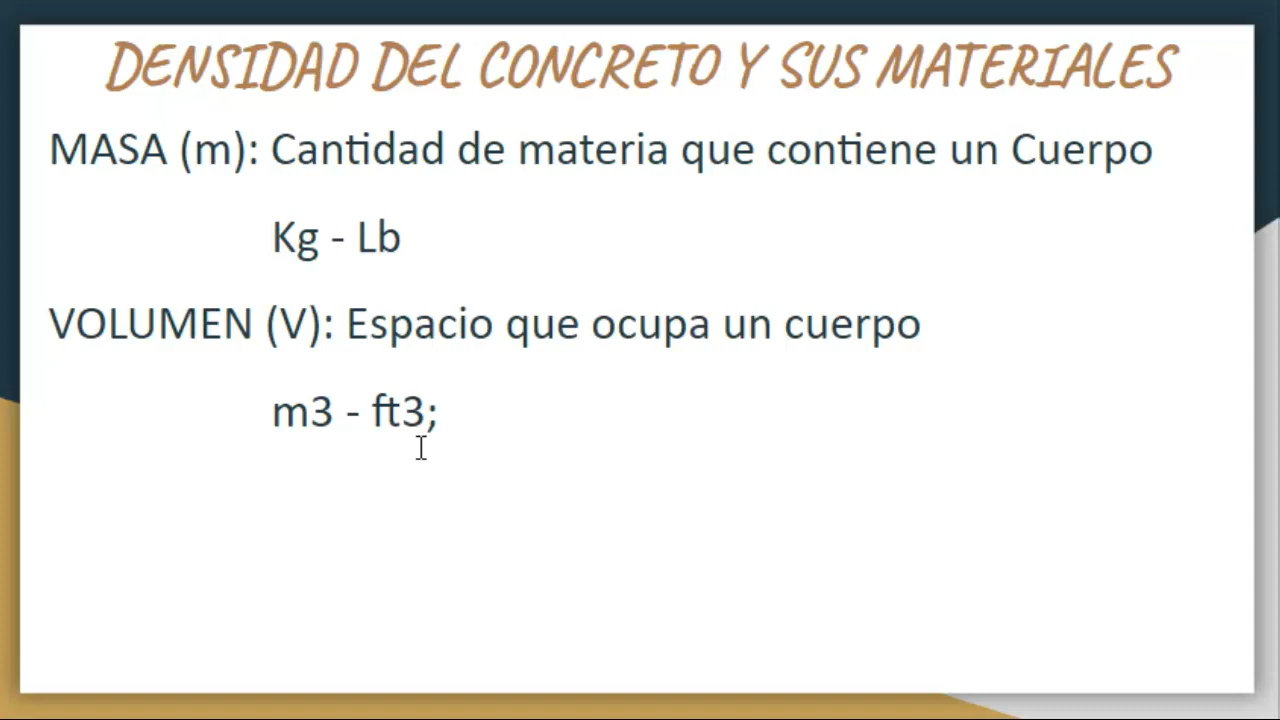 DENSIDAD DEL CONCRETO Y SUS MATERIALES
MASA (m): Cantidad de materia que contiene un Cuerpo
Kg - Lb
VOLUMEN (V): Espacio que ocupa un cuerpo
m3 - ft3;